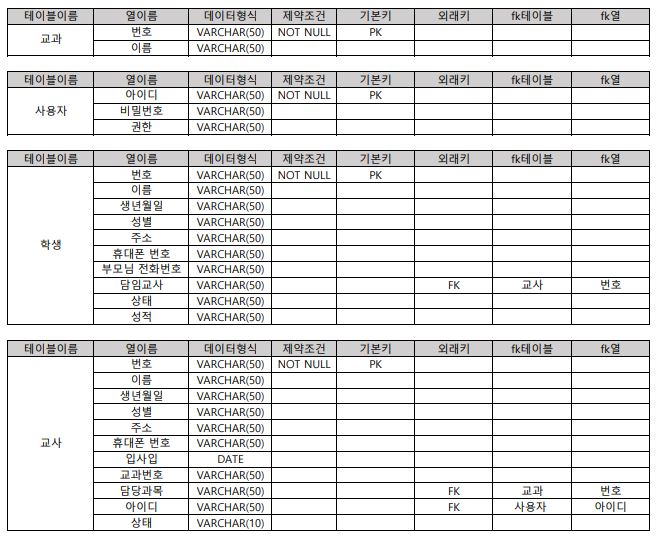 테이블이름 열이름 데이터형식 제약조건 기본키 외래키 fk테이블 fk열
교과 번호 VARCHAR(50) NOT NULL PK
이름 VARCHAR(50)
테이블이름 열이름 데이터형식 제약조건 기본키 외래키 fk테이블 fk열
사용자 아이디 VARCHAR(50) NOT NULL PK
비밀번호 VARCHAR(50)
권한 VARCHAR(50)
테이블이름 열이름 데이터형식 제약조건 기본키 외래키 fk테이블 fk열
학생 번호 VARCHAR(50) NOT NULL PK
이름 VARCHAR(50)
생년월일 VARCHAR(50)
성별 VARCHAR(50)
주소 VARCHAR(50)
휴대폰 번호 VARCHAR(50)
부모님 전화번호 VARCHAR(50)
담임교사 VARCHAR(50) FK 교사 번호
상태 VARCHAR(50)
성적 VARCHAR(50)
테이블이름 열이름 데이터형식 제약조건 기본키 외래키 fk테이블 fk열
교사 번호 VARCHAR(50) NOT NULL PK
이름 VARCHAR(50)
생년월일 VARCHAR(50)
성별 VARCHAR(50)
주소 VARCHAR(50)
휴대폰 번호 VARCHAR(50)
입사입 DATE
교과번호 VARCHAR(50)
담당과목 VARCHAR(50) FK 교과 번호
아이디 VARCHAR(50) FK 사용자 아이디
상태 VARCHAR(10)